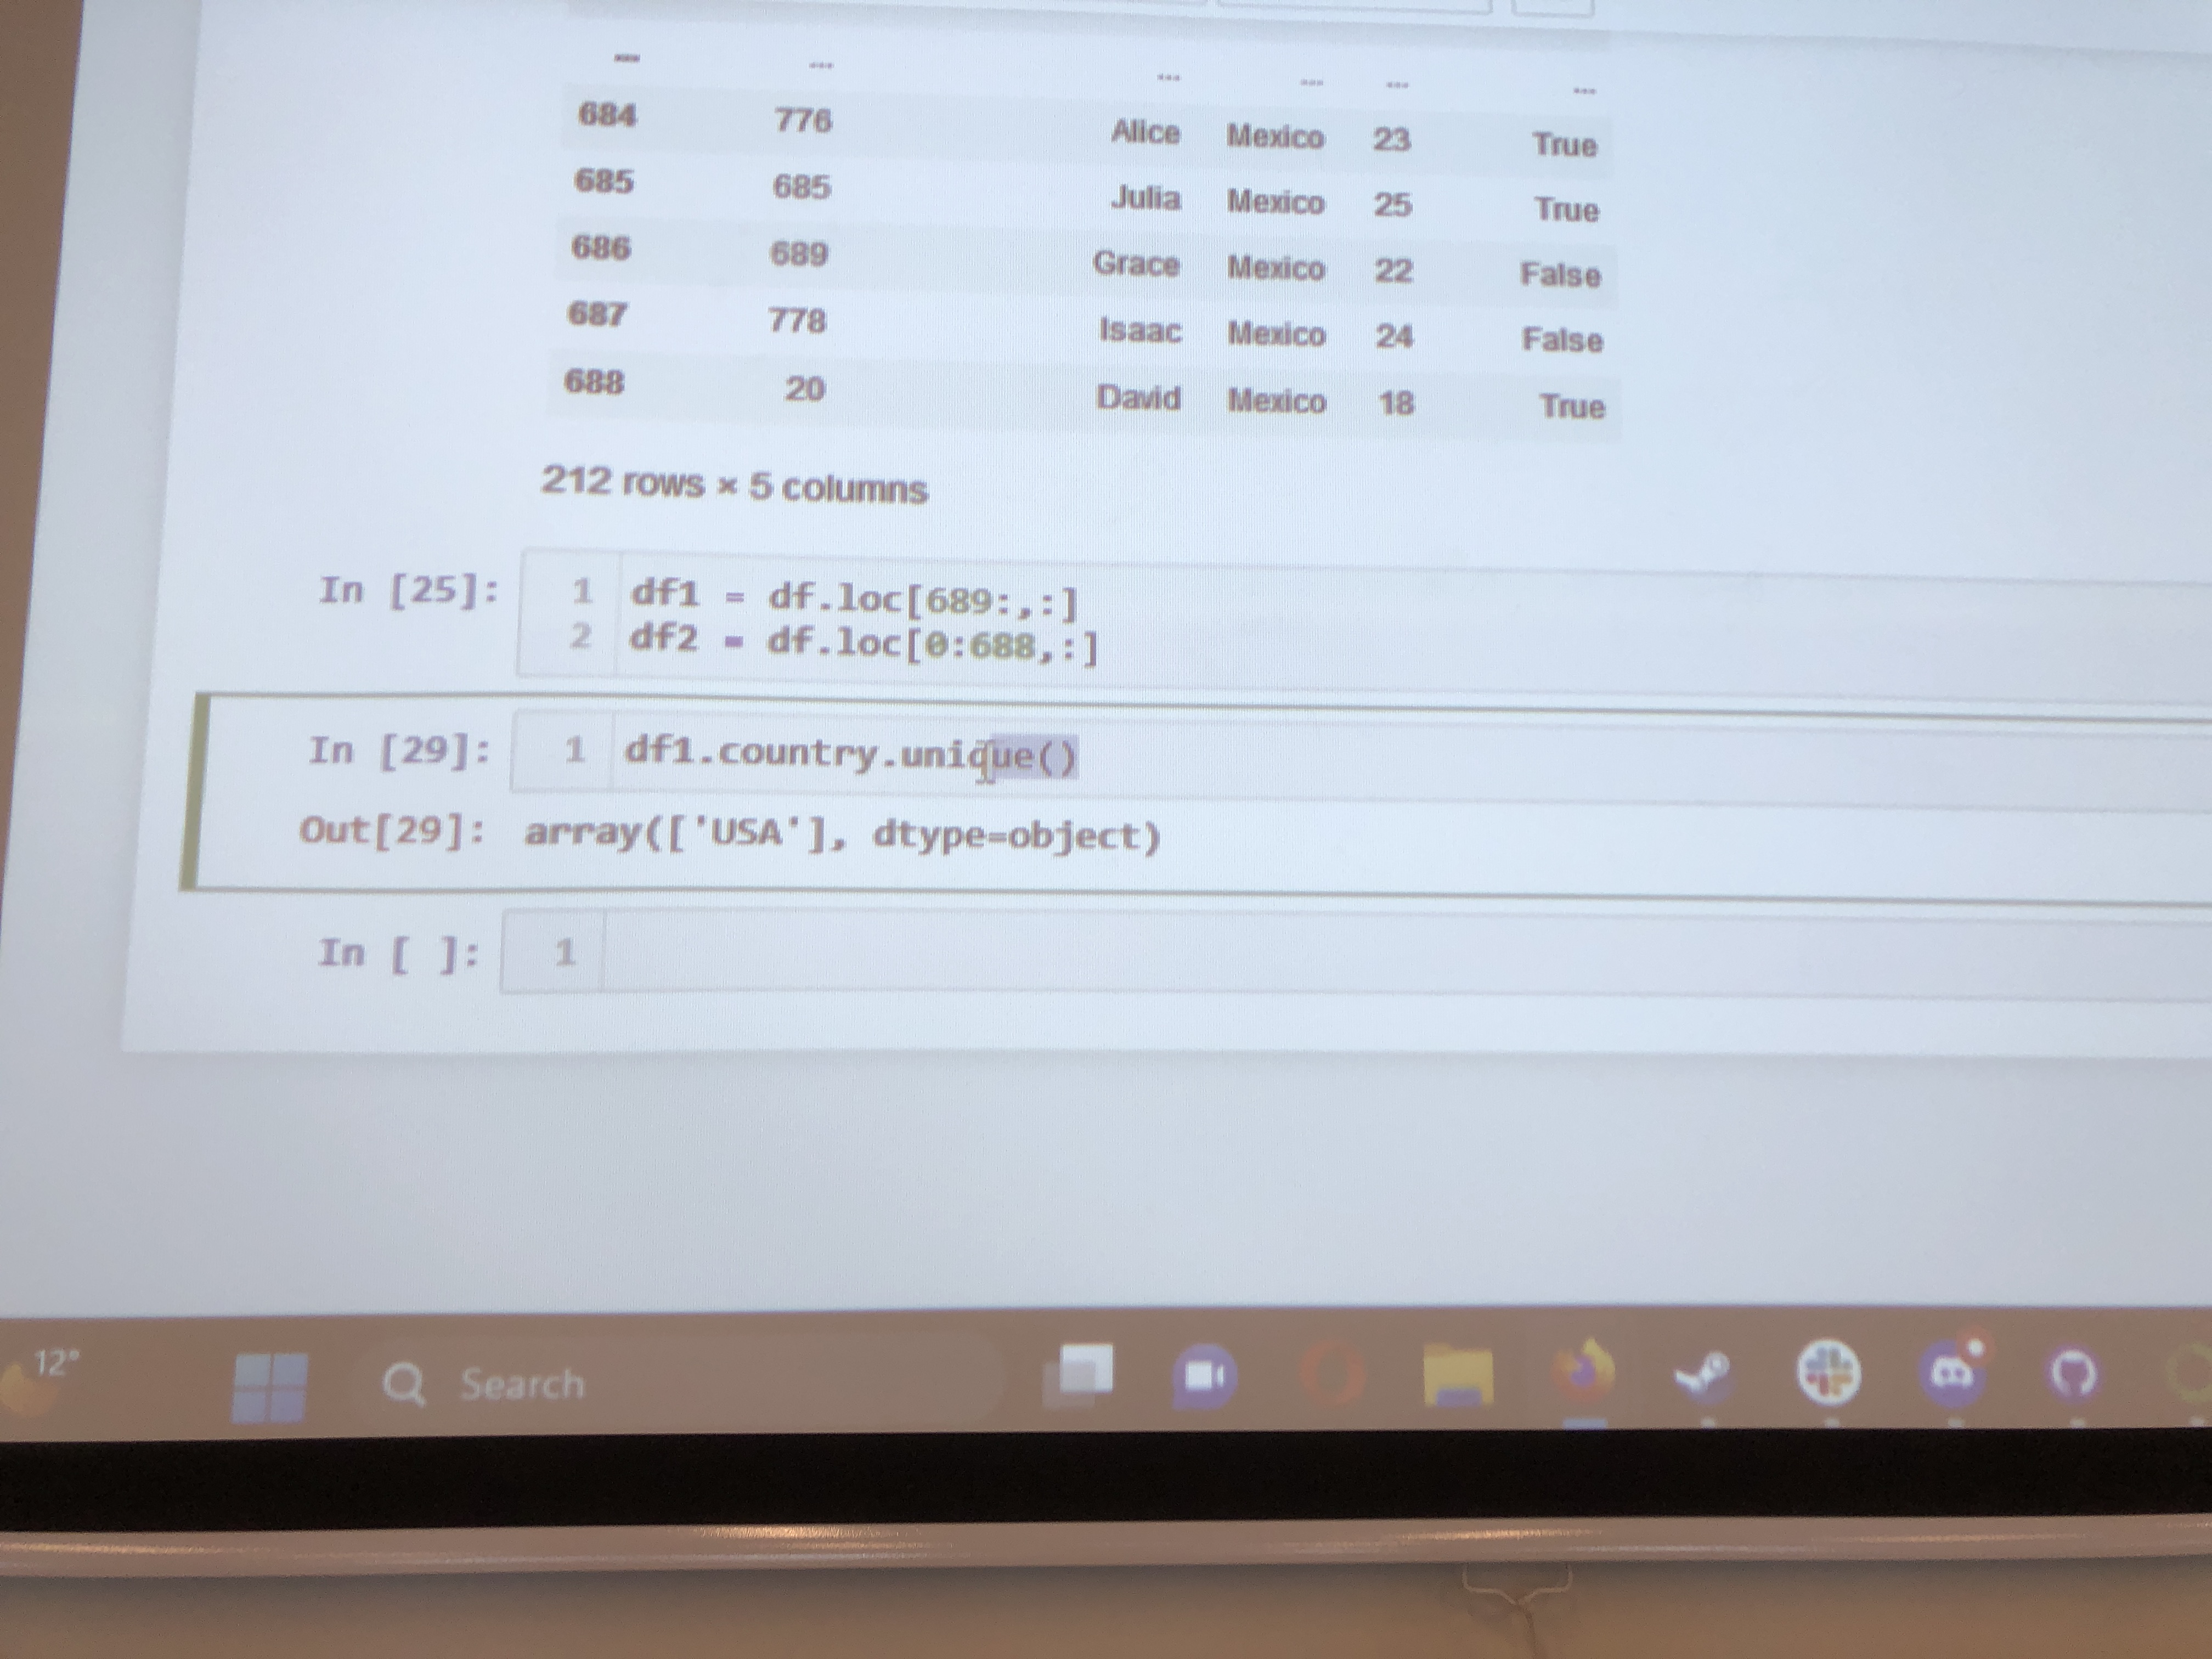 ... ... ... ... ... ...
684 776 Alice Mexico 23 True
685 685 Julia Mexico 25 True
686 689 Grace Mexico 22 False
687 778 Isaac Mexico 24 False
688 20 David Mexico 18 True
212 rows × 5 columns
In [25]: 1 df1 = df.loc[689:,:]
2 df2 = df.loc[0:688,:]
In [29]: 1 df1.country.unique()
Out[29]: array(['USA'], dtype=object)
In [ ]: 1
12°
Search